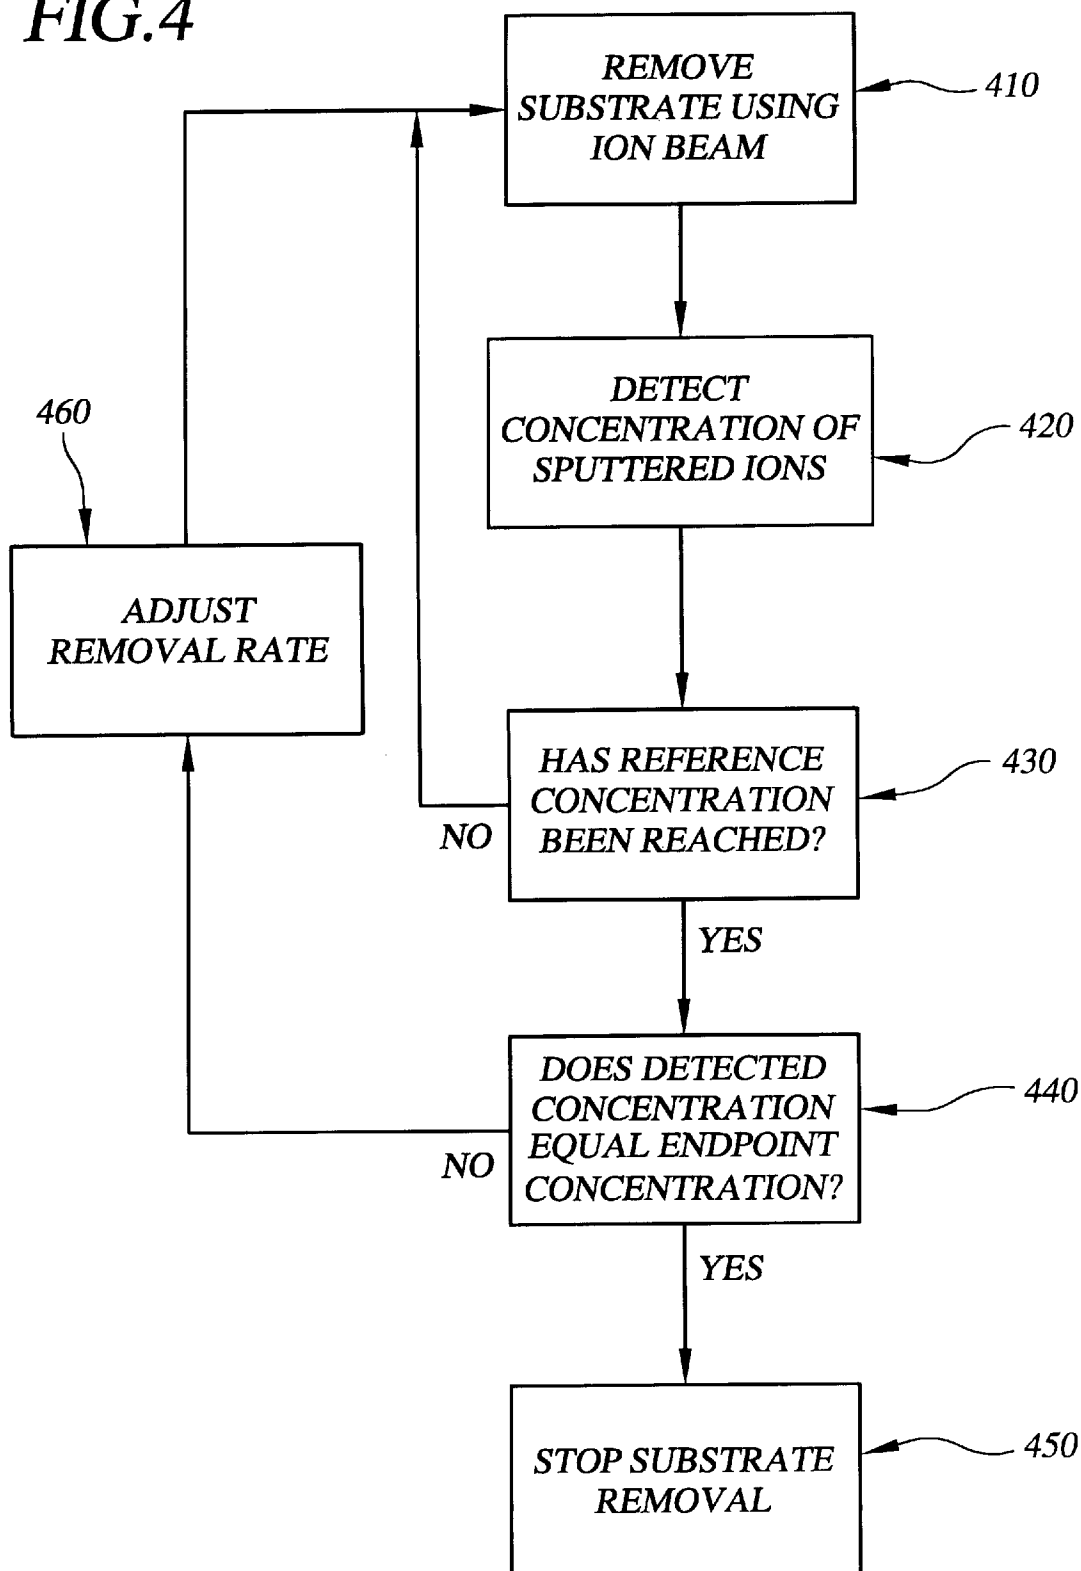 FIG.4
REMOVE
SUBSTRATE USING
ION BEAM
410
DETECT
CONCENTRATION OF
SPUTTERED IONS
420
460
ADJUST
REMOVAL RATE
HAS REFERENCE
CONCENTRATION
BEEN REACHED?
430
NO
YES
DOES DETECTED
CONCENTRATION
EQUAL ENDPOINT
CONCENTRATION?
440
NO
YES
STOP SUBSTRATE
REMOVAL
450